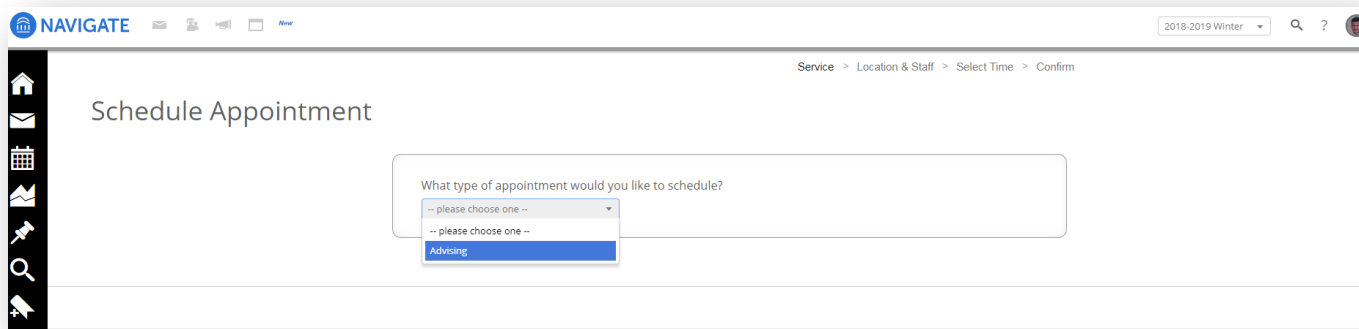 NAVIGATE New 2018-2019 Winter ?
Service > Location & Staff > Select Time > Confirm
Schedule Appointment
What type of appointment would you like to schedule?
-- please choose one --
-- please choose one --
Advising